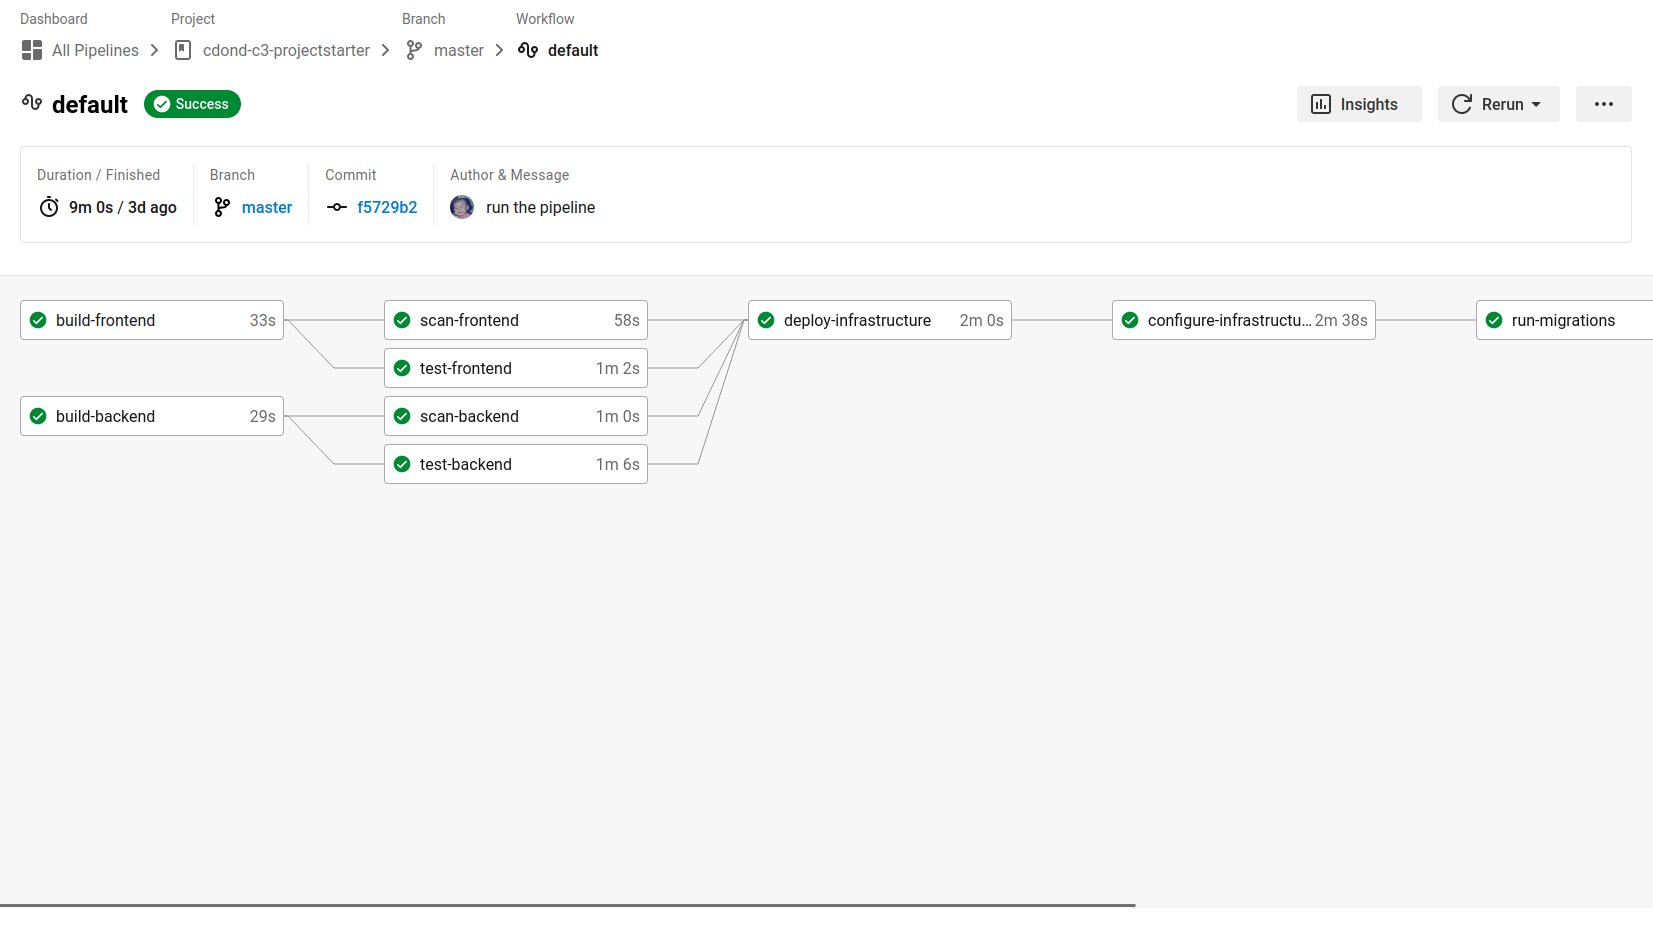 Dashboard Project Branch Workflow
All Pipelines cdond-c3-projectstarter master default
default Success Insights Rerun
Duration / Finished Branch Commit Author & Message
9m 0s / 3d ago master f5729b2 run the pipeline
build-frontend 33s scan-frontend 58s deploy-infrastructure 2m 0s configure-infrastructu... 2m 38s run-migrations
test-frontend 1m 2s
build-backend 29s scan-backend 1m 0s
test-backend 1m 6s